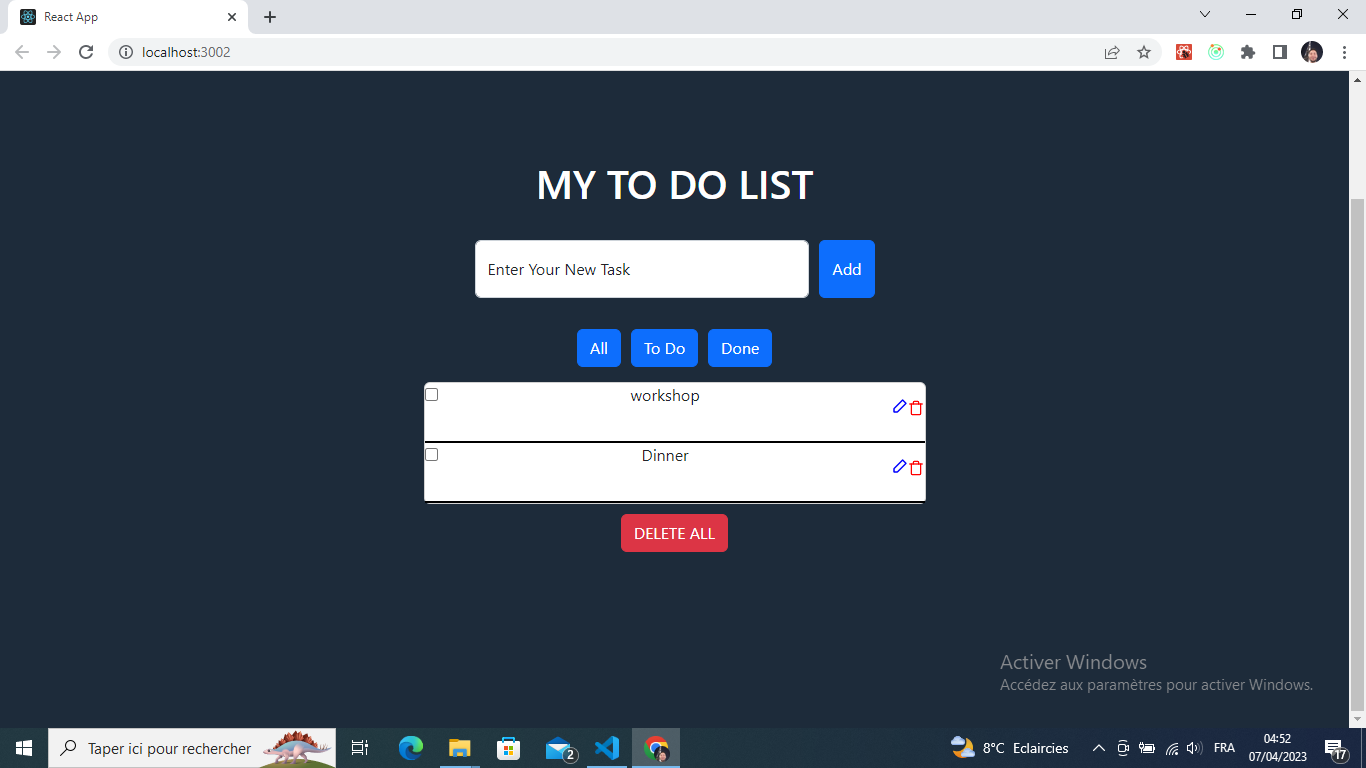 React App
localhost:3002
MY TO DO LIST
Enter Your New Task
Add
All
To Do
Done
workshop
Dinner
DELETE ALL
Activer Windows
Accédez aux paramètres pour activer Windows.
Taper ici pour rechercher
2
8°C Eclaircies
FRA
04:52
07/04/2023
17